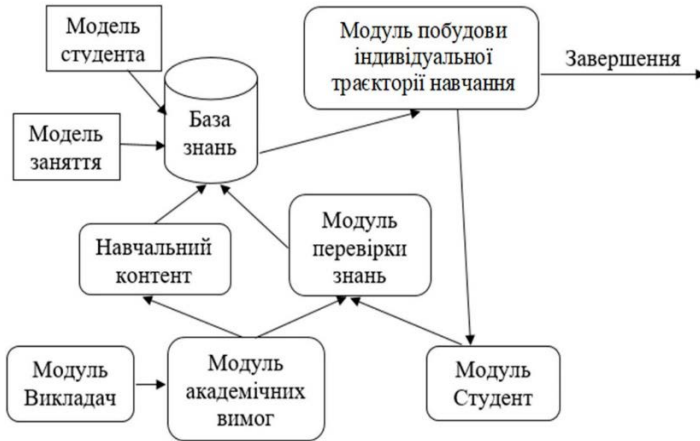 Модель
студента
Модуль побудови
індивідуальної
траєкторії навчання
Завершення
База
знань
Модель
заняття
Навчальний
контент
Модуль
перевірки
знань
Модуль
Викладач
Модуль
академічних
вимог
Модуль
Студент